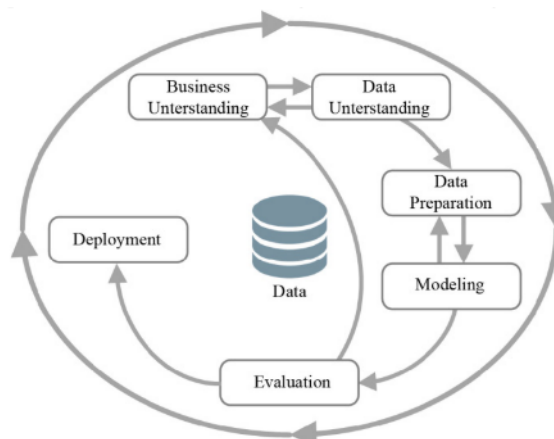 Business
Unterstanding
Data
Unterstanding
Data
Preparation
Modeling
Evaluation
Deployment
Data